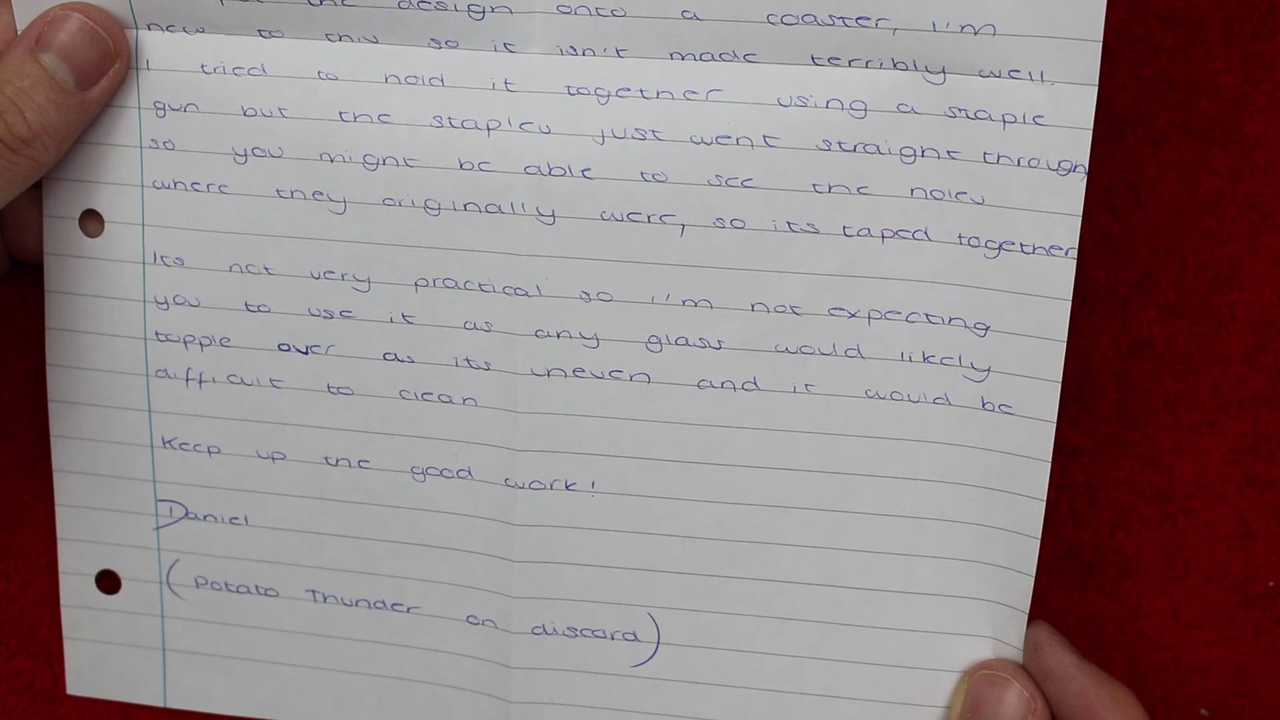 the design onto a coaster, I'm
new to this so it isn't made terribly well.
I tried to hold it together using a staple
gun but the staples just went straight through
so you might be able to see the holes
where they originally were, so its taped together
Its not very practical so I'm not expecting
you to use it as any glass would likely
topple over as its uneven and it would be
difficult to clean
Keep up the good work!
Daniel
(Potato Thunder on discord)